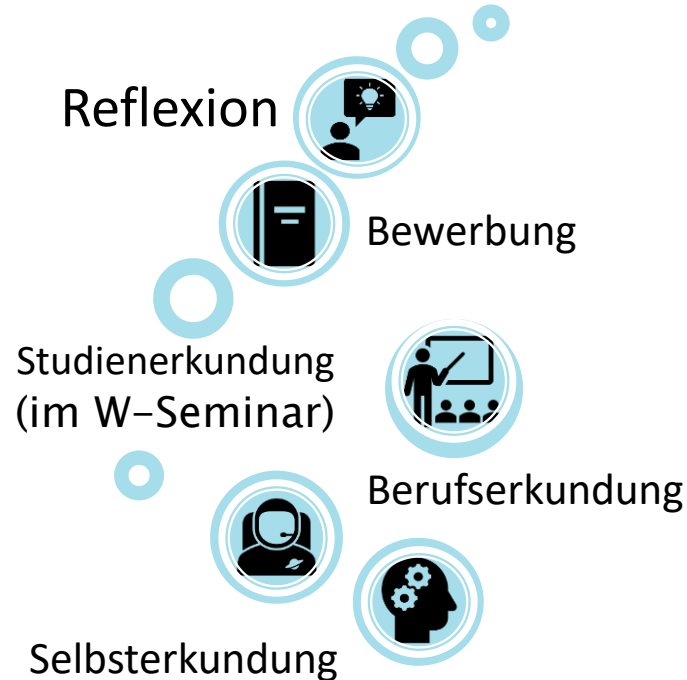 Reflexion
Bewerbung
Studienerkundung
(im W–Seminar)
Berufserkundung
Selbsterkundung